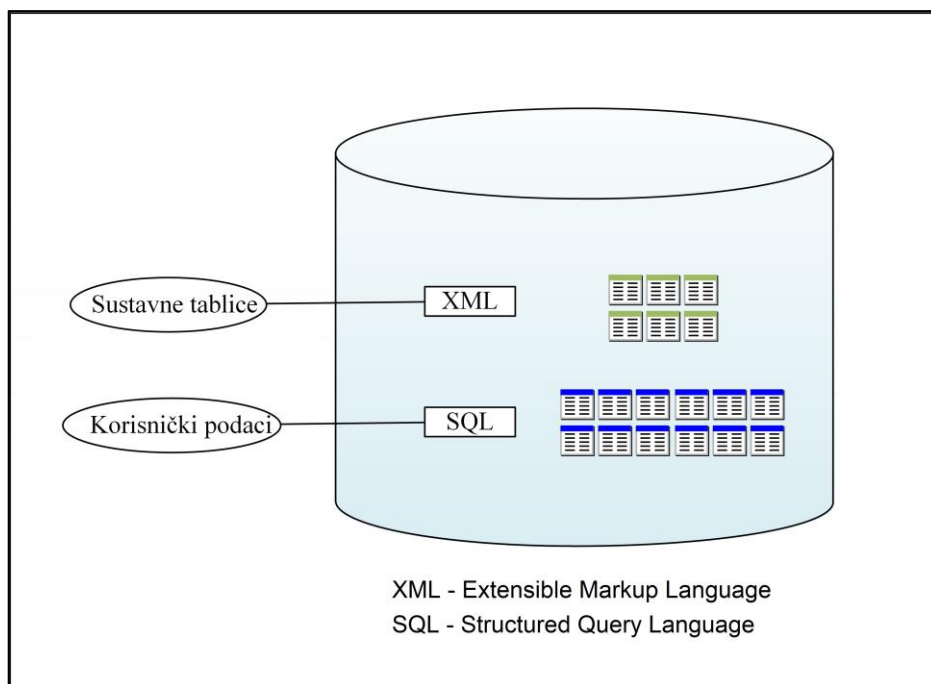 Sustavne tablice
XML
Korisnički podaci
SQL
XML - Extensible Markup Language
SQL - Structured Query Language